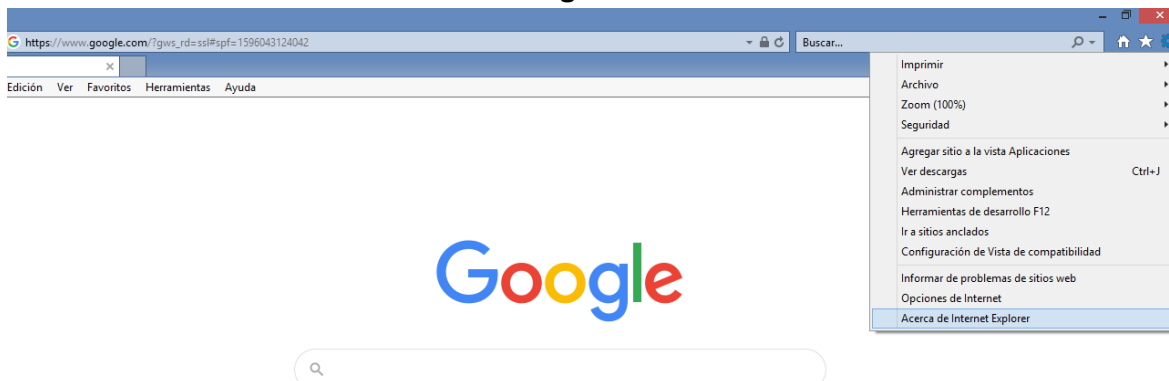 https://www.google.com/?gws_rd=ssl#spf=1596043124042
Buscar...
Edición Ver Favoritos Herramientas Ayuda
Imprimir
Archivo
Zoom (100%)
Seguridad
Agregar sitio a la vista Aplicaciones
Ver descargas Ctrl+J
Administrar complementos
Herramientas de desarrollo F12
Ir a sitios anclados
Configuración de Vista de compatibilidad
Informar de problemas de sitios web
Opciones de Internet
Acerca de Internet Explorer
Google